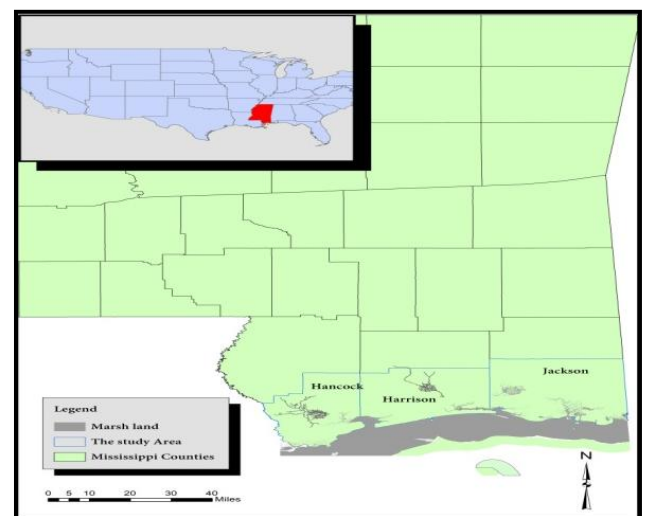 Hancock
Harrison
Jackson
Legend
Marsh land
The study Area
Mississippi Counties
0 5 10 20 30 40
Miles
N